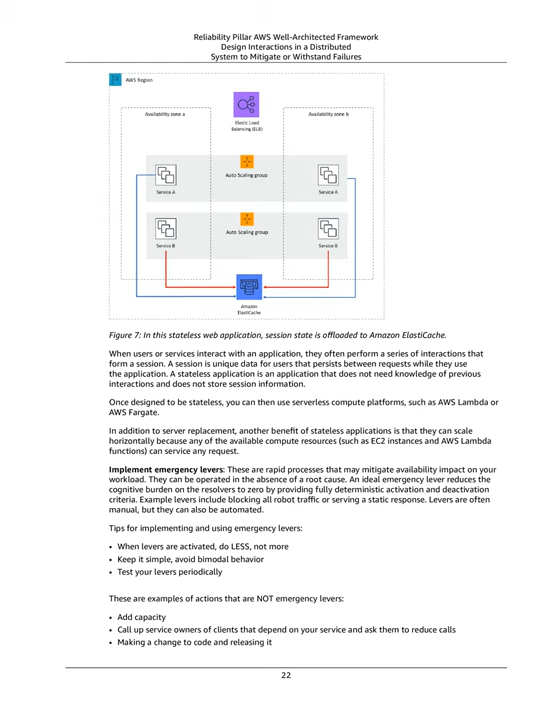 Reliability Pillar AWS Well-Architected Framework
Design Interactions in a Distributed
System to Mitigate or Withstand Failures
AWS Region
Availability zone a
Availability zone b
Elastic Load
Balancing (ELB)
Auto Scaling group
Service A
Service A
Auto Scaling group
Service B
Service B
Amazon
ElastiCache
Figure 7: In this stateless web application, session state is offloaded to Amazon ElastiCache.
When users or services interact with an application, they often perform a series of interactions that
form a session. A session is unique data for users that persists between requests while they use
the application. A stateless application is an application that does not need knowledge of previous
interactions and does not store session information.
Once designed to be stateless, you can then use serverless compute platforms, such as AWS Lambda or
AWS Fargate.
In addition to server replacement, another benefit of stateless applications is that they can scale
horizontally because any of the available compute resources (such as EC2 instances and AWS Lambda
functions) can service any request.
Implement emergency levers: These are rapid processes that may mitigate availability impact on your
workload. They can be operated in the absence of a root cause. An ideal emergency lever reduces the
cognitive burden on the resolvers to zero by providing fully deterministic activation and deactivation
criteria. Example levers include blocking all robot traffic or serving a static response. Levers are often
manual, but they can also be automated.
Tips for implementing and using emergency levers:
• When levers are activated, do LESS, not more
• Keep it simple, avoid bimodal behavior
• Test your levers periodically
These are examples of actions that are NOT emergency levers:
• Add capacity
• Call up service owners of clients that depend on your service and ask them to reduce calls
• Making a change to code and releasing it
22